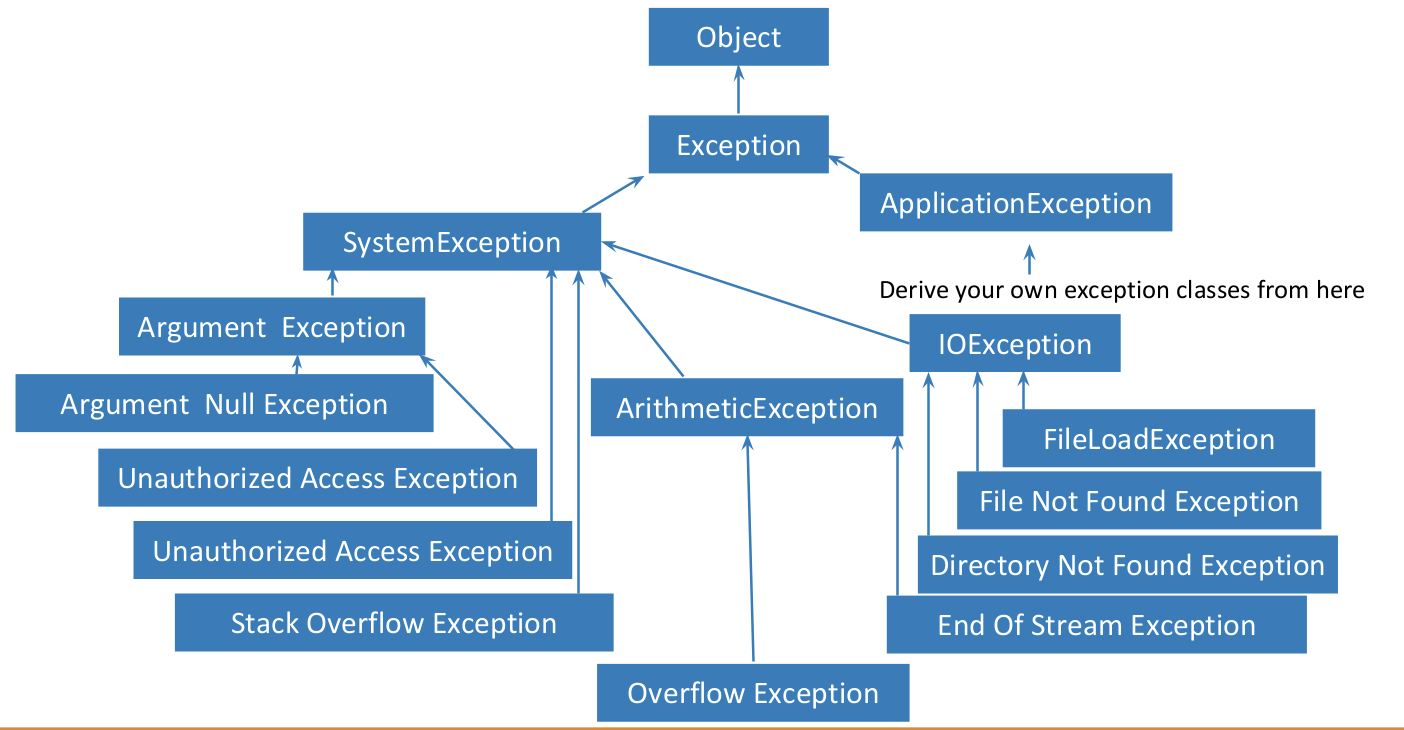 Object
Exception
ApplicationException
SystemException
Derive your own exception classes from here
Argument  Exception
IOException
Argument  Null Exception
ArithmeticException
FileLoadException
Unauthorized Access Exception
File Not Found Exception
Unauthorized Access Exception
Directory Not Found Exception
Stack Overflow Exception
End Of Stream Exception
Overflow Exception